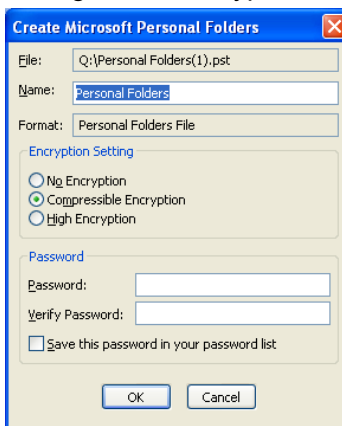 Create Microsoft Personal Folders
File: Q:\Personal Folders(1).pst
Name: Personal Folders
Format: Personal Folders File
Encryption Setting
No Encryption
Compressible Encryption
High Encryption
Password
Password:
Verify Password:
Save this password in your password list
OK Cancel